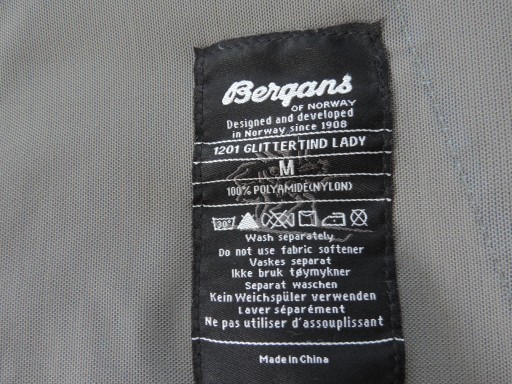 Bergans
OF NORWAY
Designed and developed
in Norway since 1908
1201 GLITTERTIND LADY
M
100% POLYAMIDE(NYLON)
30°
Wash separately
Do not use fabric softener
Vaskes separat
Ikke bruk tøymykner
Separat waschen
Kein Weichspüler verwenden
Laver séparément
Ne pas utiliser d'assouplissant
Made in China